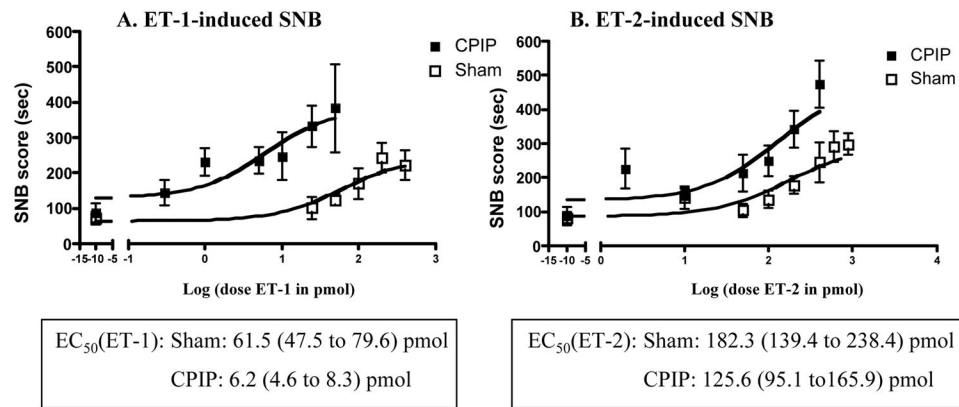 A. ET-1-induced SNB
600
500
400
300
200
100
0
SNB score (sec)
CPIP
Sham
-15 -10 -5 -1 0 1 2 3
Log (dose ET-1 in pmol)
EC50(ET-1): Sham: 61.5 (47.5 to 79.6) pmol
CPIP: 6.2 (4.6 to 8.3) pmol
B. ET-2-induced SNB
600
500
400
300
200
100
0
SNB score (sec)
CPIP
Sham
-15 -10 -5 0 1 2 3 4
Log (dose ET-2 in pmol)
EC50(ET-2): Sham: 182.3 (139.4 to 238.4) pmol
CPIP: 125.6 (95.1 to165.9) pmol